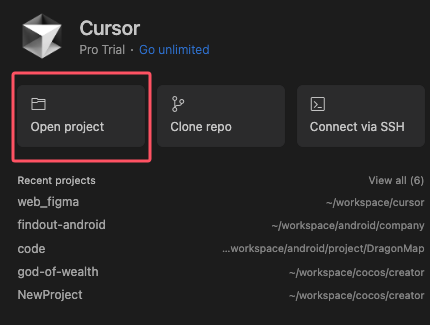 Cursor
Pro Trial · Go unlimited
Open project
Clone repo
Connect via SSH
Recent projects View all (6)
web_figma ~/workspace/cursor
findout-android ~/workspace/android/company
code ...workspace/android/project/DragonMap
god-of-wealth ~/workspace/cocos/creator
NewProject ~/workspace/cocos/creator